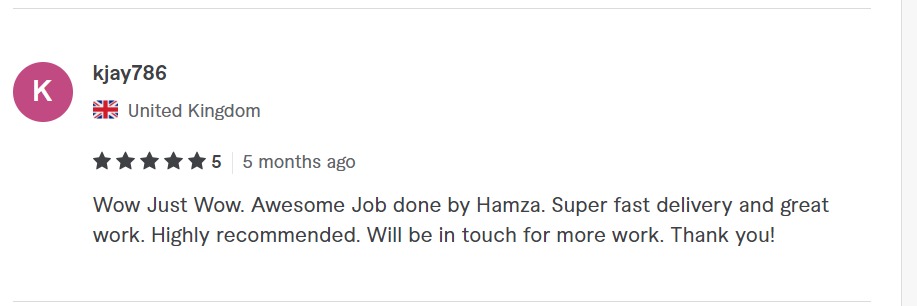 K
kjay786
United Kingdom
5 5 months ago
Wow Just Wow. Awesome Job done by Hamza. Super fast delivery and great
work. Highly recommended. Will be in touch for more work. Thank you!